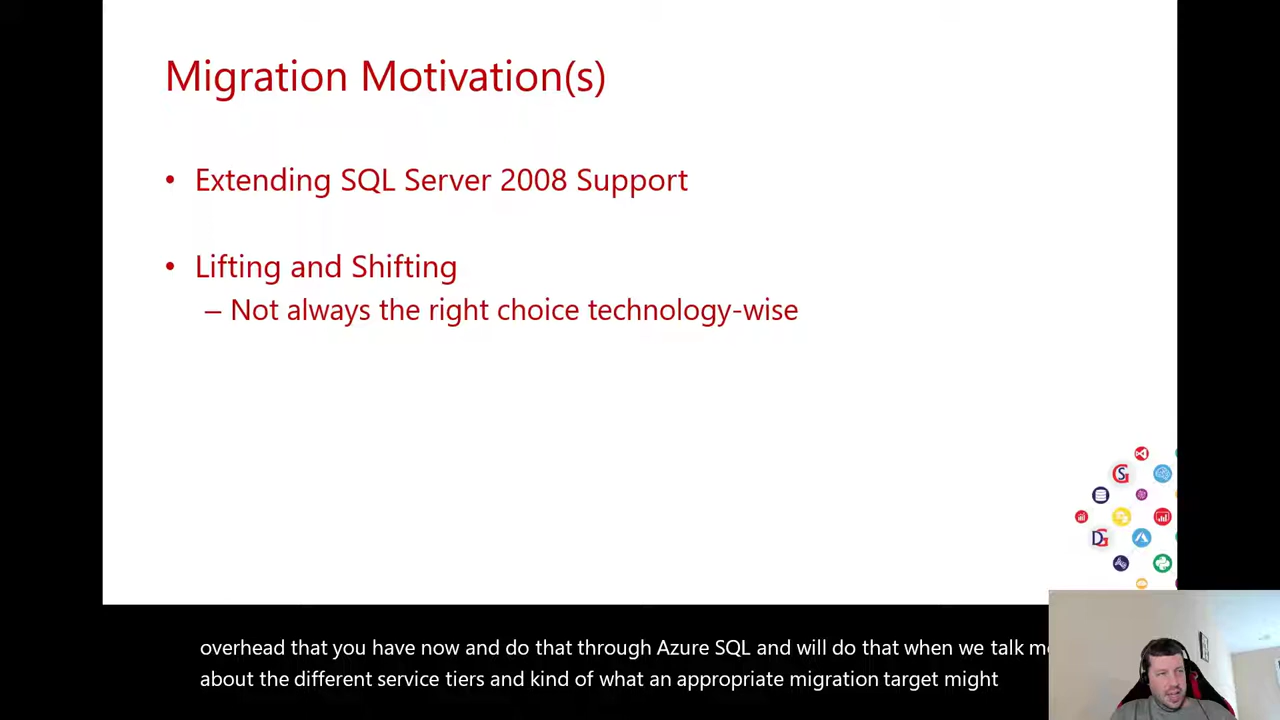 Migration Motivation(s)
• Extending SQL Server 2008 Support
• Lifting and Shifting
– Not always the right choice technology-wise
overhead that you have now and do that through Azure SQL and will do that when we talk
about the different service tiers and kind of what an appropriate migration target might